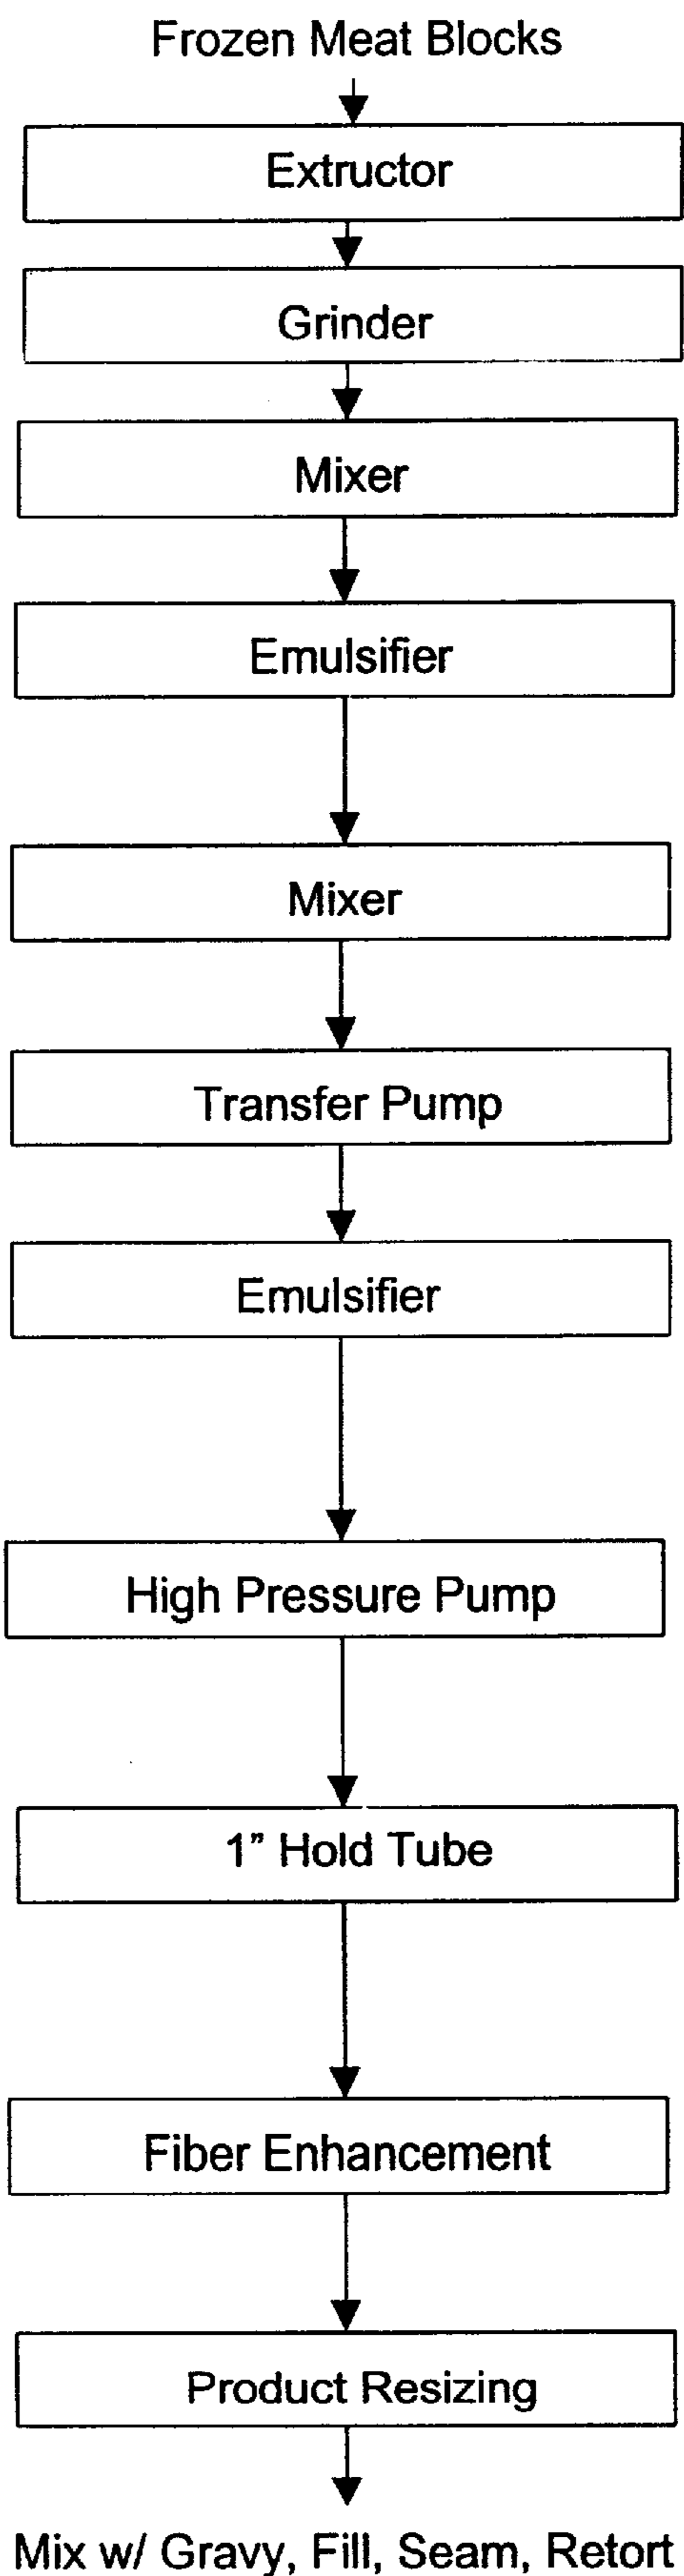 Frozen Meat Blocks
Extructor
Grinder
Mixer
Emulsifier
Mixer
Transfer Pump
Emulsifier
High Pressure Pump
1” Hold Tube
Fiber Enhancement
Product Resizing
Mix w/ Gravy, Fill, Seam, Retort